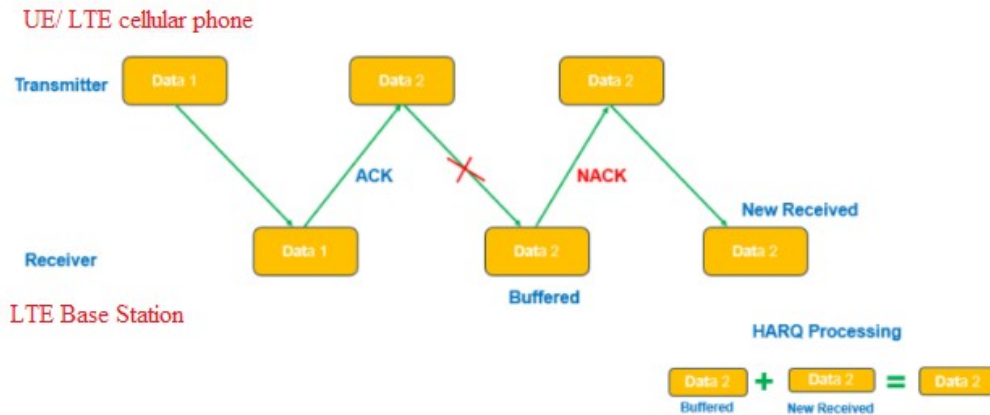 UE/ LTE cellular phone
Transmitter
Data 1
Data 2
Data 2
ACK
NACK
New Received
Receiver
Data 1
Data 2
Data 2
Buffered
LTE Base Station
HARQ Processing
Data 2 + Data 2 = Data 2
Buffered
New Received